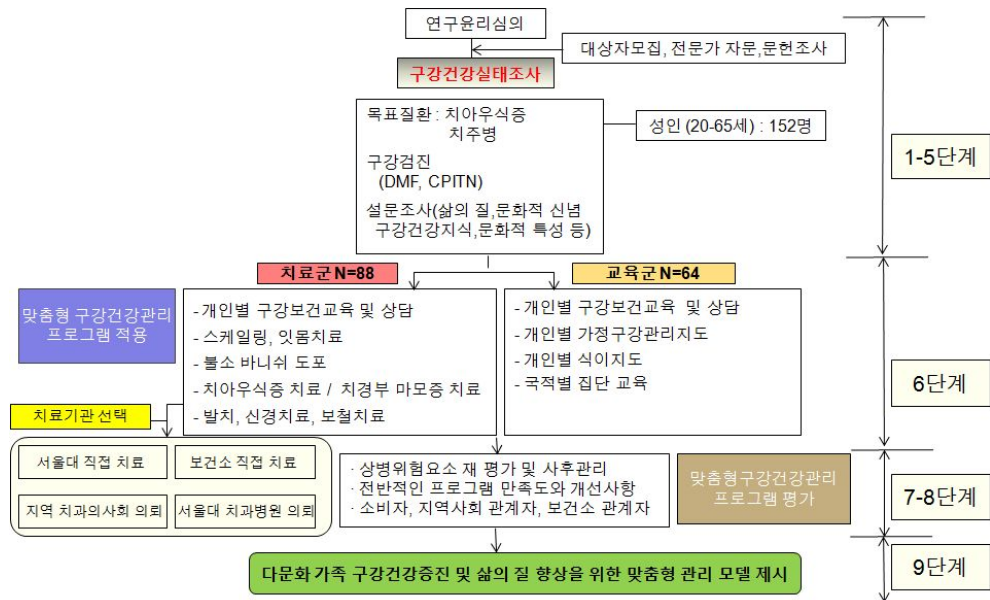 연구윤리심의
대상자모집, 전문가 자문,문헌조사
구강건강실태조사
목표질환 : 치아우식증
치주병
구강검진
(DMF, CPITN)
설문조사(삶의 질,문화적 신념
구강건강지식,문화적 특성 등)
성인 (20-65세) : 152명
1-5단계
치료군 N=88
교육군 N=64
맞춤형 구강건강관리
프로그램 적용
- 개인별 구강보건교육 및 상담
- 스케일링, 잇몸치료
- 불소 바니쉬 도포
- 치아우식증 치료 / 치경부 마모증 치료
- 발치, 신경치료, 보철치료
- 개인별 구강보건교육 및 상담
- 개인별 가정구강관리지도
- 개인별 식이지도
- 국적별 집단 교육
6단계
치료기관 선택
서울대 직접 치료
보건소 직접 치료
지역 치과의사회 의뢰
서울대 치과병원 의뢰
· 상병위험요소 재 평가 및 사후관리
· 전반적인 프로그램 만족도와 개선사항
· 소비자, 지역사회 관계자, 보건소 관계자
맞춤형구강건강관리
프로그램 평가
7-8단계
다문화 가족 구강건강증진 및 삶의 질 향상을 위한 맞춤형 관리 모델 제시
9단계